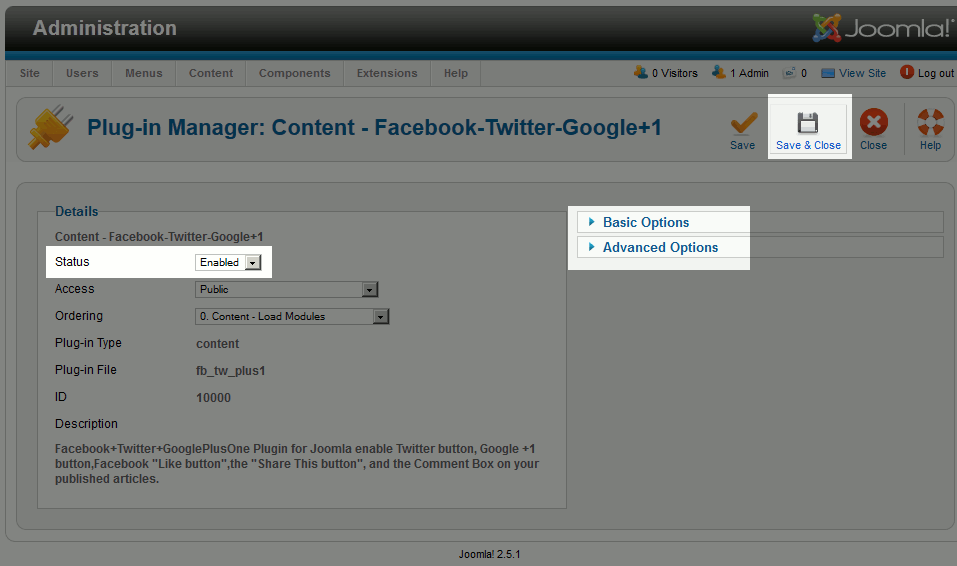 Administration
Joomla!
Site Users Menus Content Components Extensions Help 0 Visitors 1 Admin 0 View Site Log out
Plug-in Manager: Content - Facebook-Twitter-Google+1
Save Save & Close Close Help
Details
Content - Facebook-Twitter-Google+1
Status Enabled
Access Public
Ordering 0. Content - Load Modules
Plug-in Type content
Plug-in File fb_tw_plus1
ID 10000
Description
Facebook+Twitter+GooglePlusOne Plugin for Joomla enable Twitter button, Google +1
button,Facebook "Like button",the "Share This button", and the Comment Box on your
published articles.
Basic Options
Advanced Options
Joomla! 2.5.1